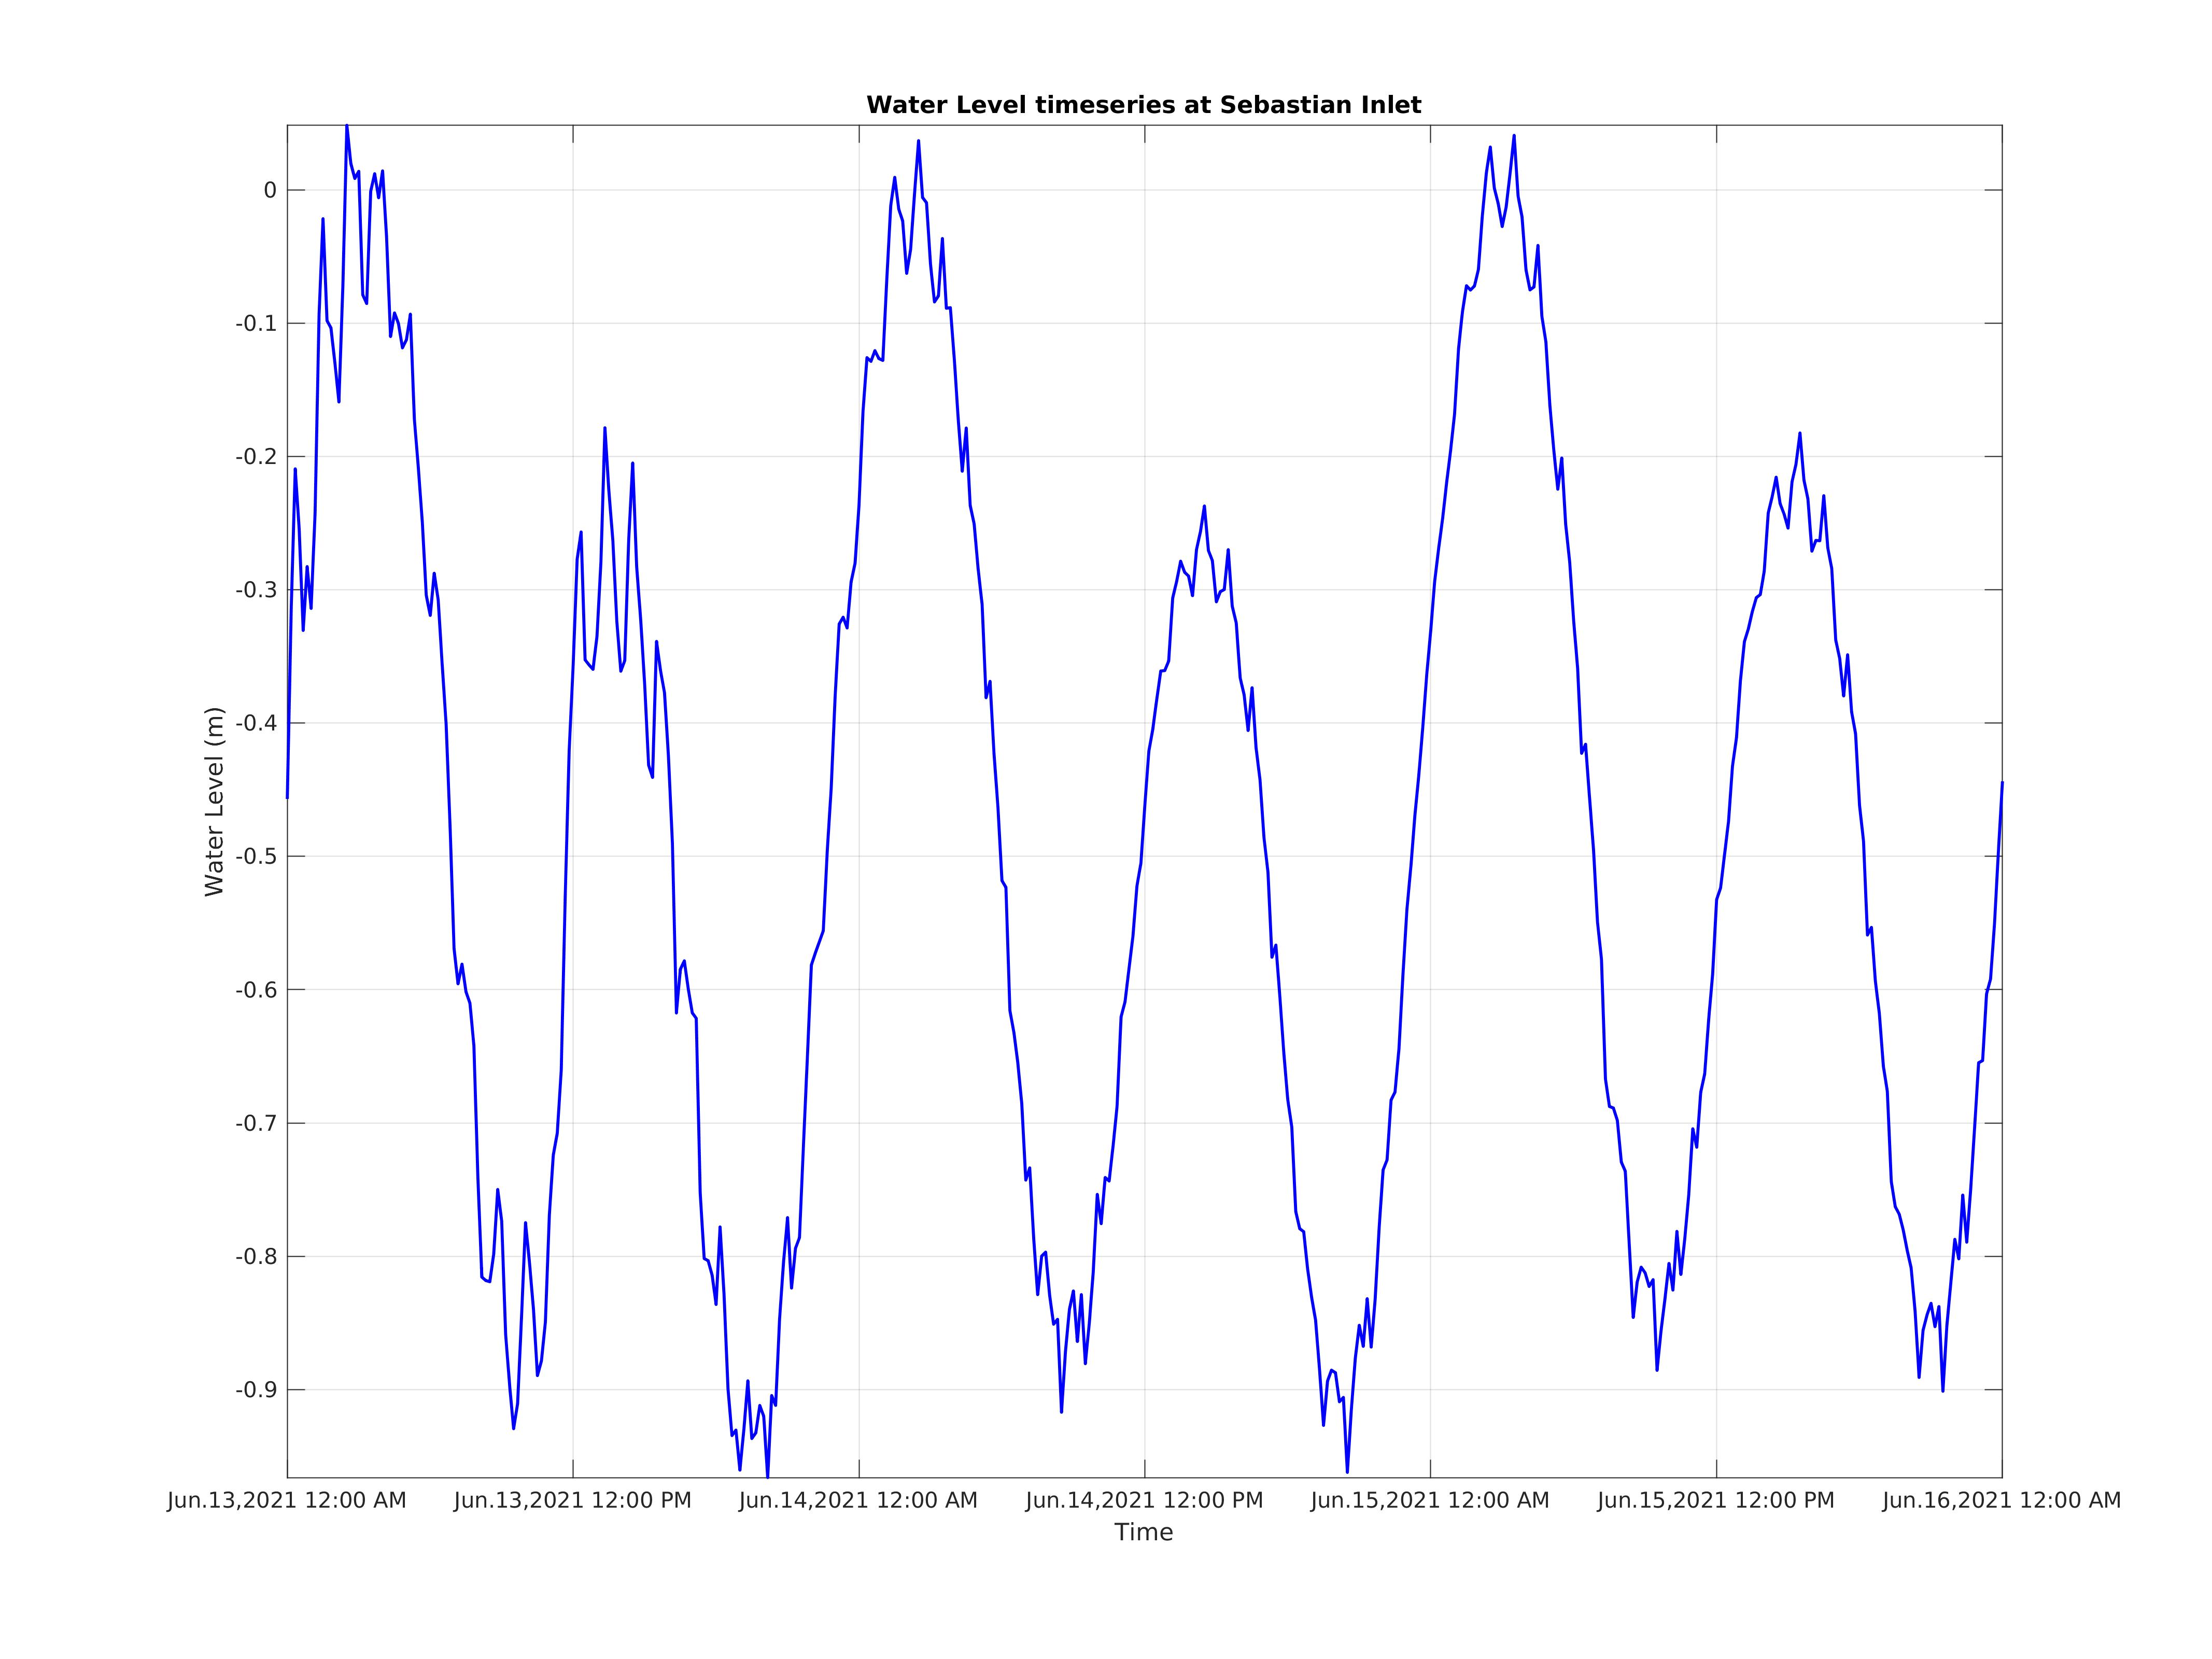 Water Level timeseries at Sebastian Inlet
0
-0.1
-0.2
-0.3
-0.4
-0.5
-0.6
-0.7
-0.8
-0.9
Water Level (m)
Jun.13,2021 12:00 AM
Jun.13,2021 12:00 PM
Jun.14,2021 12:00 AM
Jun.14,2021 12:00 PM
Jun.15,2021 12:00 AM
Jun.15,2021 12:00 PM
Jun.16,2021 12:00 AM
Time